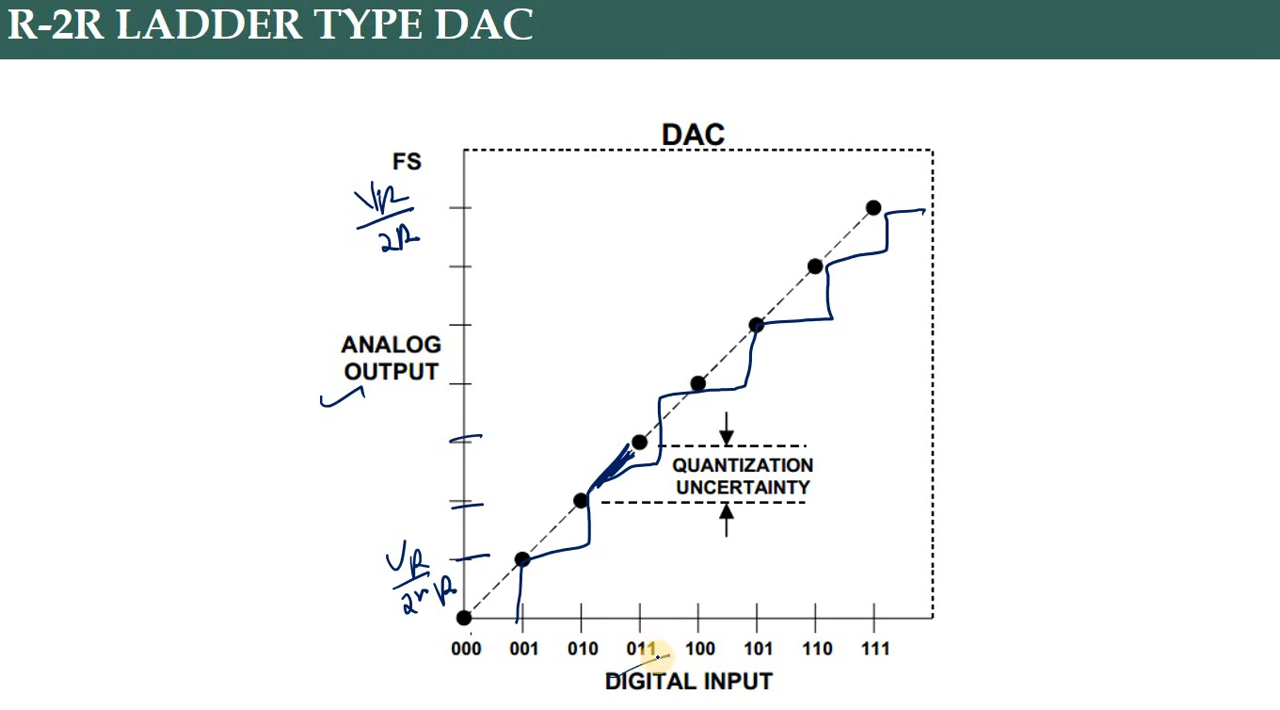 R-2R LADDER TYPE DAC
DAC
FS
VR
2R
ANALOG
OUTPUT
QUANTIZATION
UNCERTAINTY
VR
2ⁿ R
000 001 010 011 100 101 110 111
DIGITAL INPUT